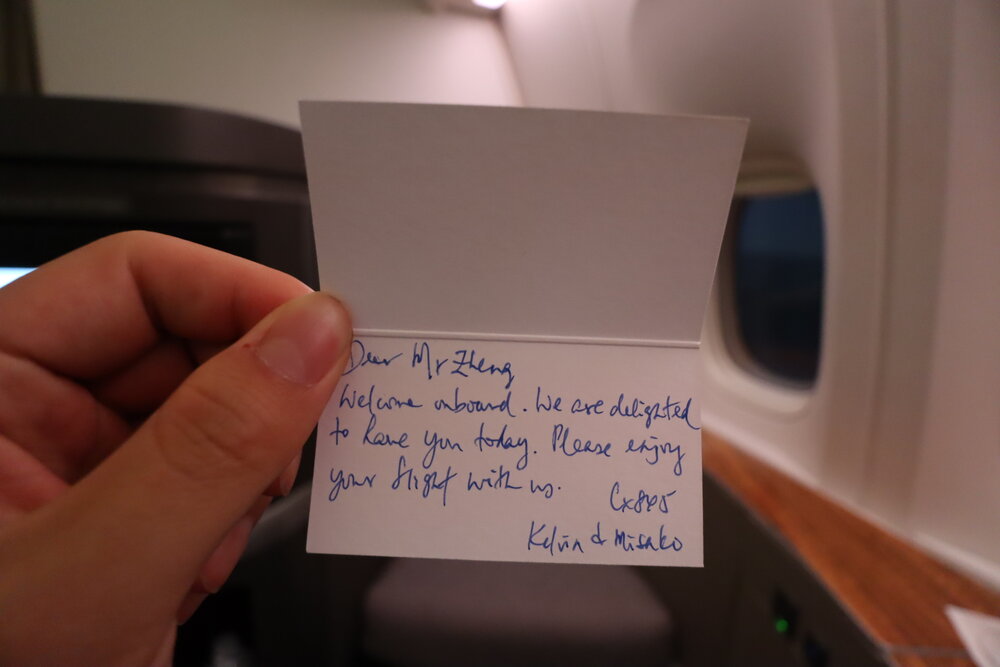 Dear Mr Zheng
Welcome onboard. We are delighted
to have you today. Please enjoy
your flight with us.
CX845
Kelvin & Misako